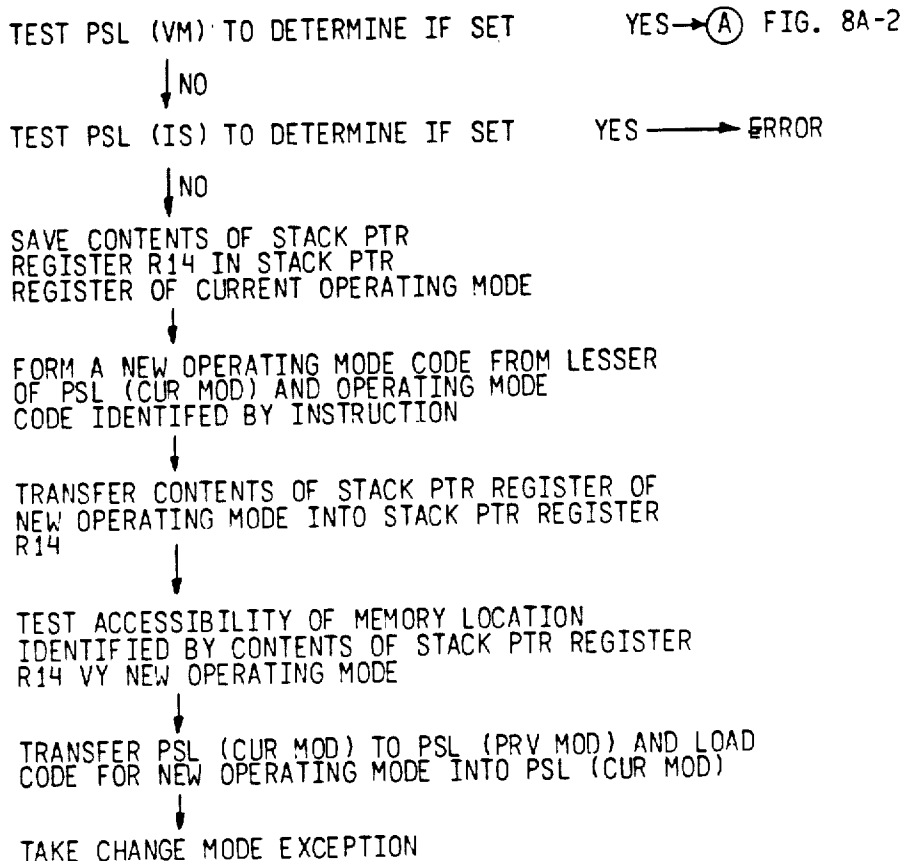 TEST PSL (VM) TO DETERMINE IF SET YES A FIG. 8A-2
NO
TEST PSL (IS) TO DETERMINE IF SET YES ERROR
NO
SAVE CONTENTS OF STACK PTR
REGISTER R14 IN STACK PTR
REGISTER OF CURRENT OPERATING MODE
FORM A NEW OPERATING MODE CODE FROM LESSER
OF PSL (CUR MOD) AND OPERATING MODE
CODE IDENTIFED BY INSTRUCTION
TRANSFER CONTENTS OF STACK PTR REGISTER OF
NEW OPERATING MODE INTO STACK PTR REGISTER
R14
TEST ACCESSIBILITY OF MEMORY LOCATION
IDENTIFIED BY CONTENTS OF STACK PTR REGISTER
R14 VY NEW OPERATING MODE
TRANSFER PSL (CUR MOD) TO PSL (PRV MOD) AND LOAD
CODE FOR NEW OPERATING MODE INTO PSL (CUR MOD)
TAKE CHANGE MODE EXCEPTION